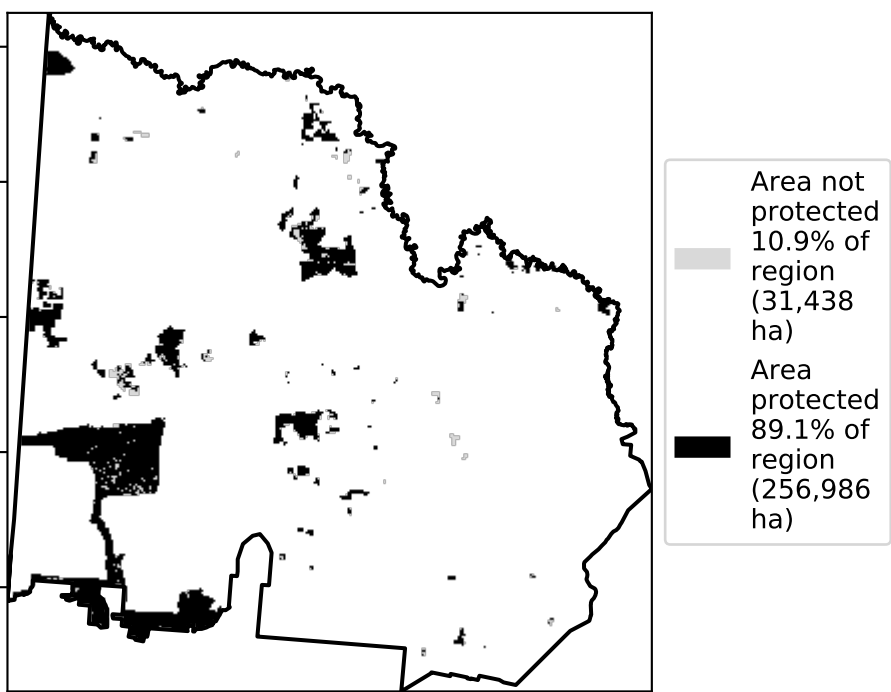 Area not
protected
10.9% of
region
(31,438
ha)
Area
protected
89.1% of
region
(256,986
ha)